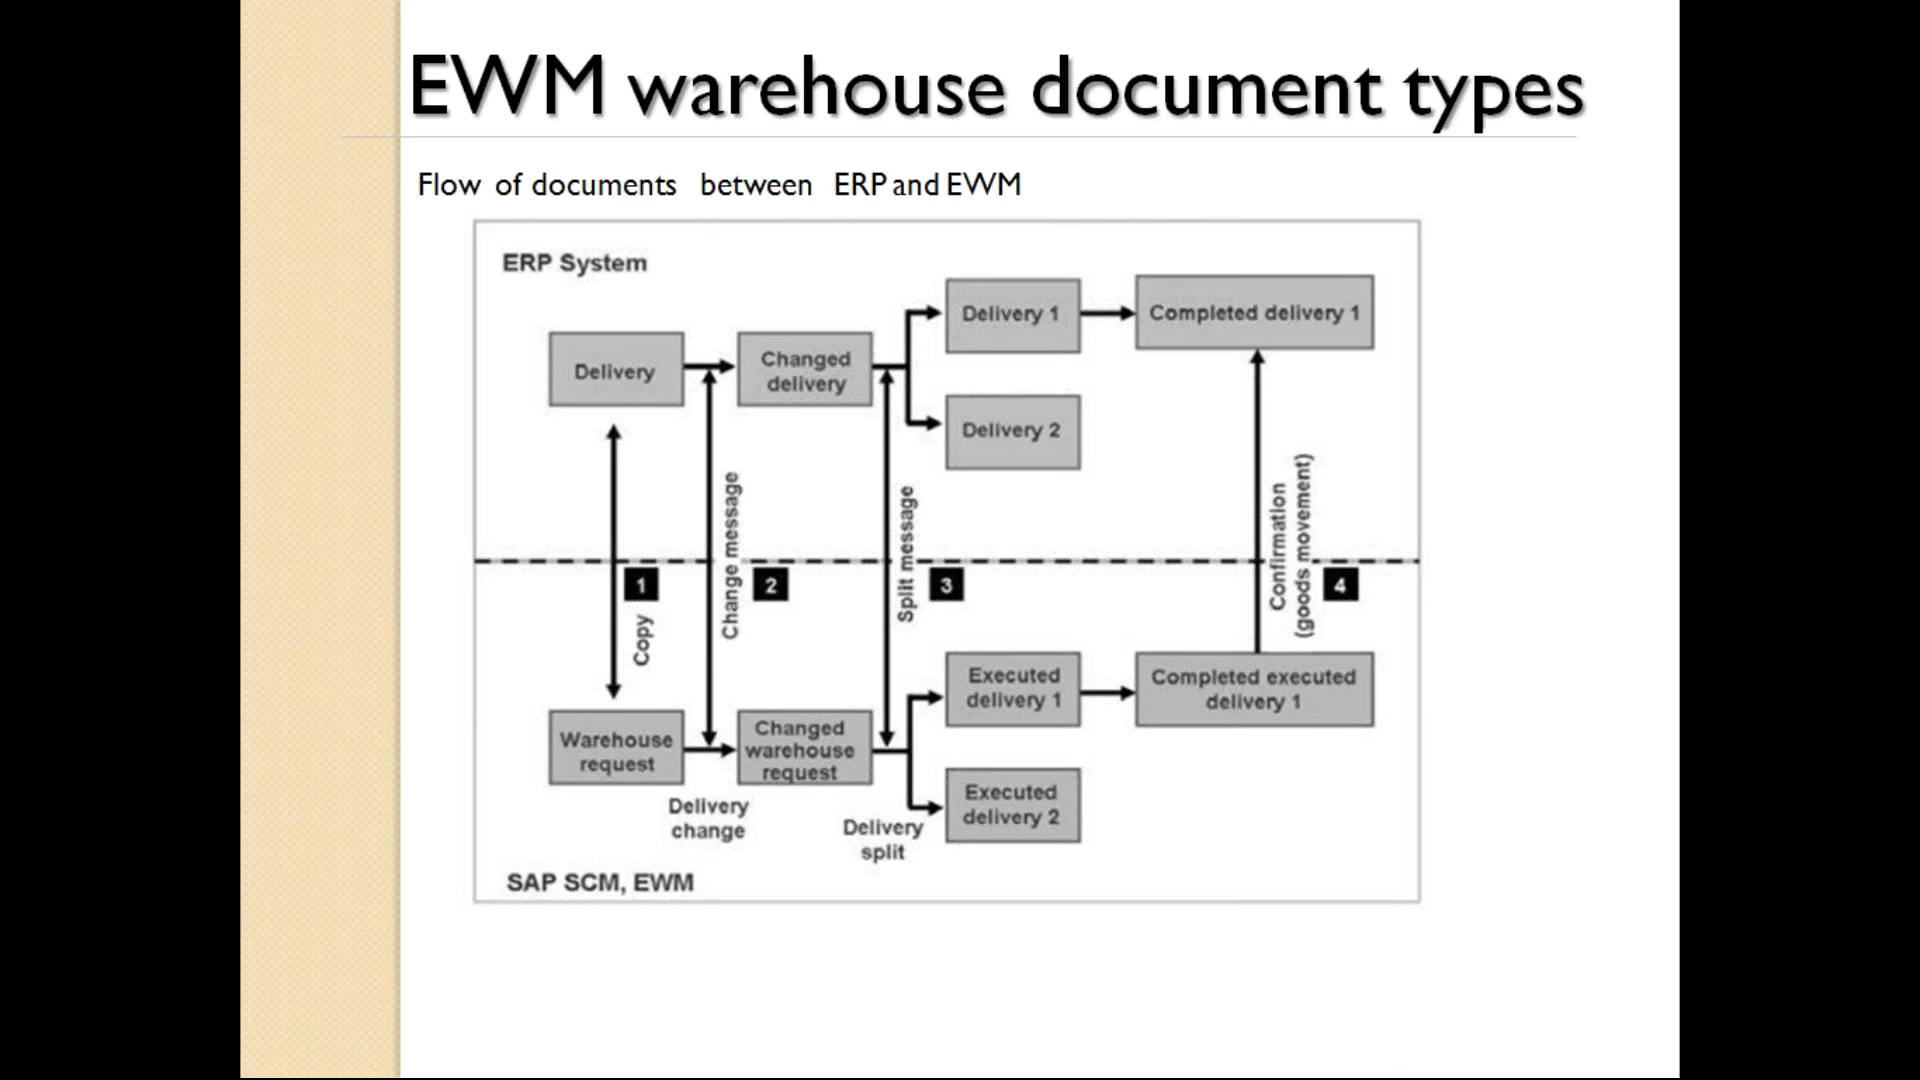 EWM warehouse document types
Flow of documents between ERP and EWM
ERP System
Delivery
Changed
delivery
Delivery 1
Completed delivery 1
Delivery 2
1
Copy
Change message
2
Split message
3
Confirmation
(goods movement)
4
Warehouse
request
Changed
warehouse
request
Executed
delivery 1
Completed executed
delivery 1
Executed
delivery 2
Delivery
change
Delivery
split
SAP SCM, EWM